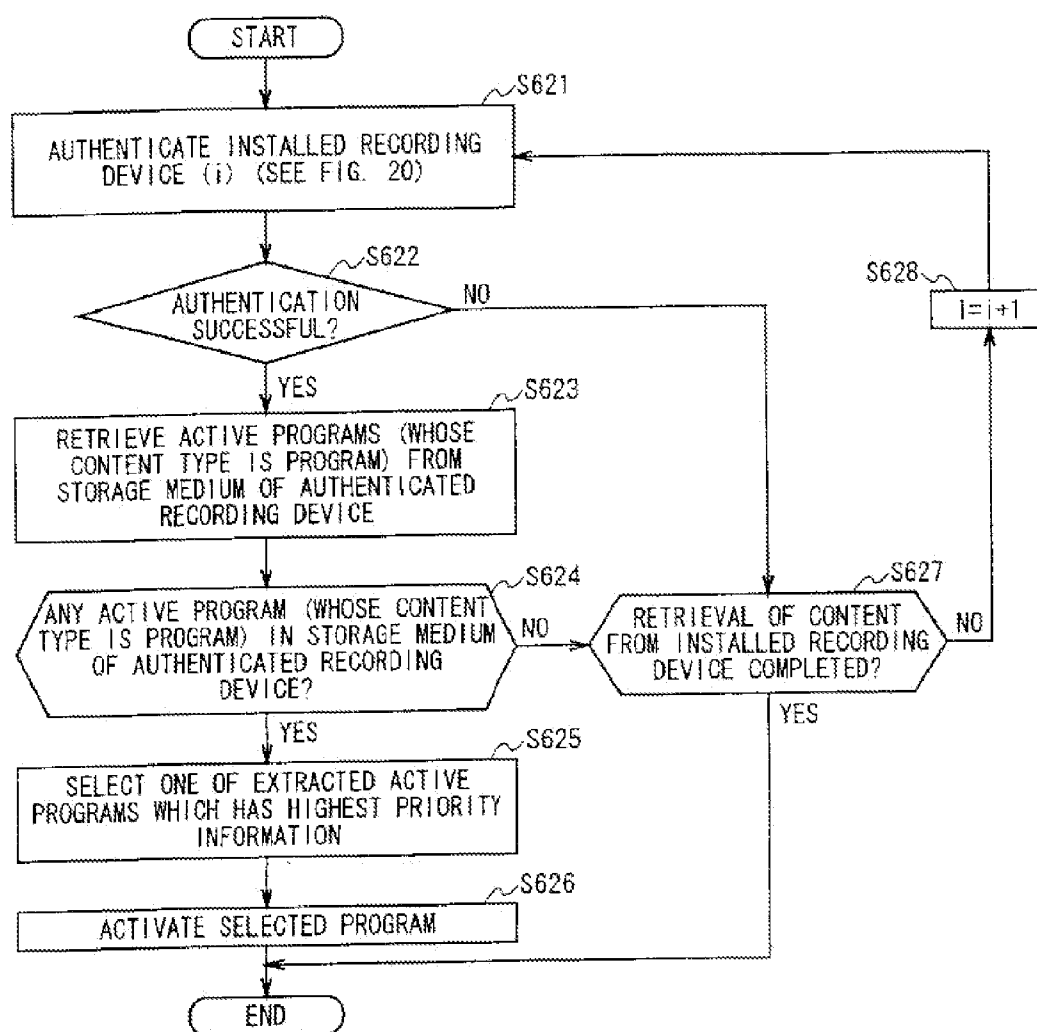 START
S621
AUTHENTICATE INSTALLED RECORDING
DEVICE (i) (SEE FIG. 20)
S622
AUTHENTICATION
SUCCESSFUL?
NO
YES
S628
i=i+1
S623
RETRIEVE ACTIVE PROGRAMS (WHOSE
CONTENT TYPE IS PROGRAM) FROM
STORAGE MEDIUM OF AUTHENTICATED
RECORDING DEVICE
S624
ANY ACTIVE PROGRAM (WHOSE CONTENT
TYPE IS PROGRAM) IN STORAGE MEDIUM
OF AUTHENTICATED RECORDING
DEVICE?
NO
YES
S627
RETRIEVAL OF CONTENT
FROM INSTALLED RECORDING
DEVICE COMPLETED?
NO
YES
S625
SELECT ONE OF EXTRACTED ACTIVE
PROGRAMS WHICH HAS HIGHEST PRIORITY
INFORMATION
S626
ACTIVATE SELECTED PROGRAM
END